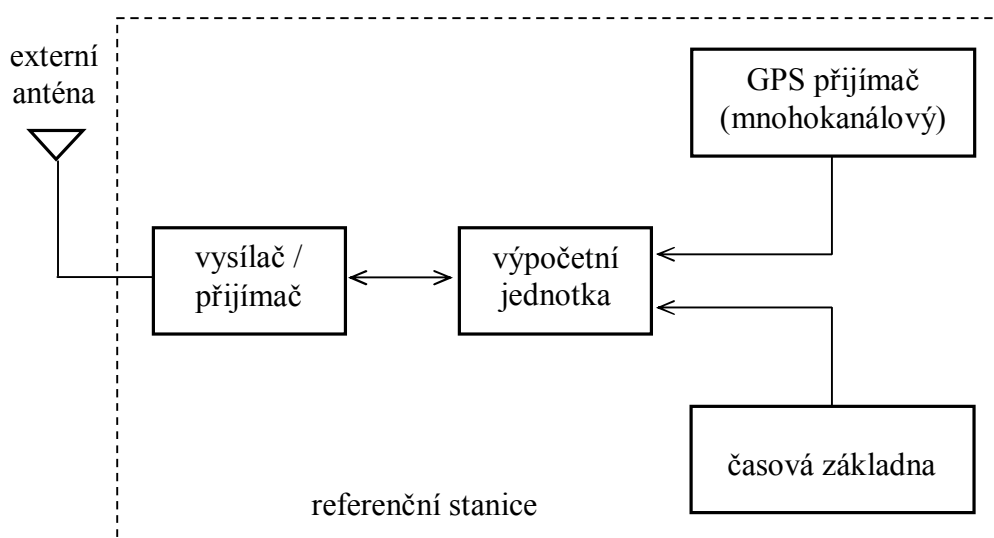 externí
anténa
GPS přijímač
(mnohokanálový)
vysílač /
přijímač
výpočetní
jednotka
časová základna
referenční stanice